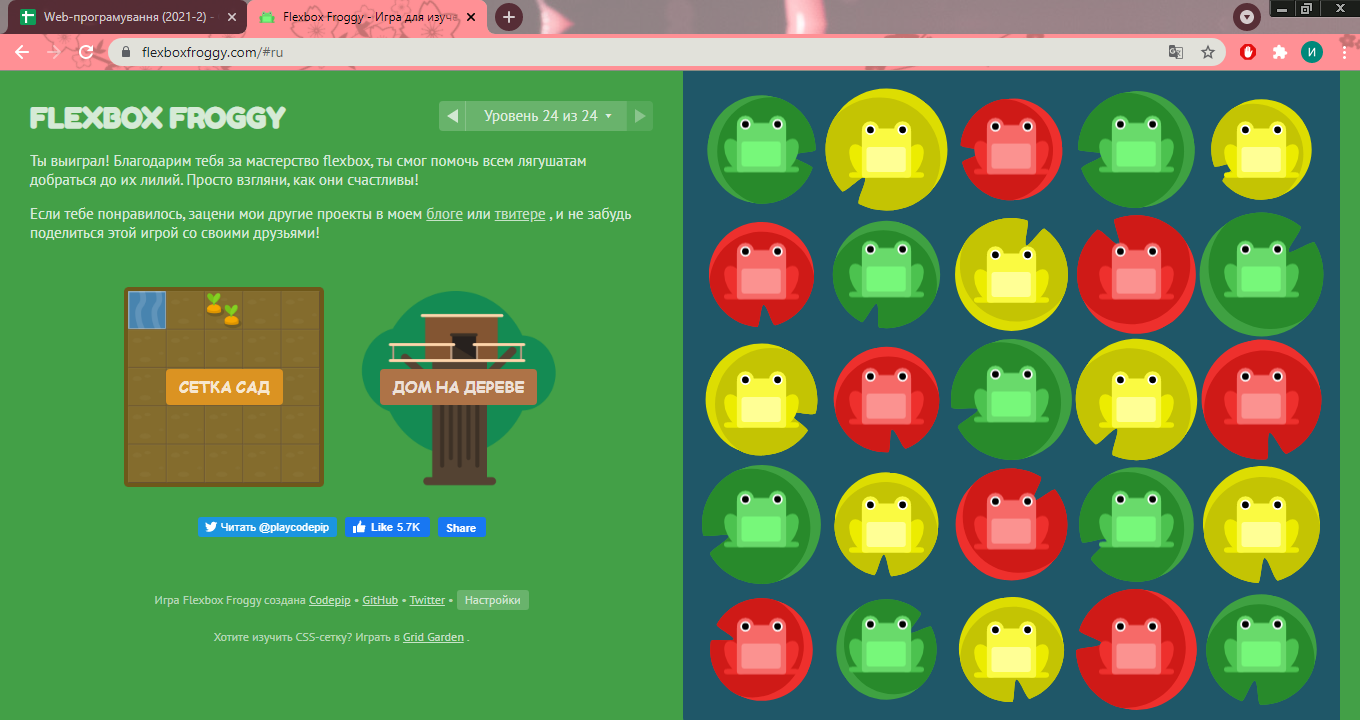 Web-програмування (2021-2) -
Flexbox Froggy - Игра для изуче
flexboxfroggy.com/#ru
И
FLEXBOX FROGGY
Уровень 24 из 24
Ты выиграл! Благодарим тебя за мастерство flexbox, ты смог помочь всем лягушатам
добраться до их лилий. Просто взгляни, как они счастливы!
Если тебе понравилось, зацени мои другие проекты в моем блоге или твитере , и не забудь
поделиться этой игрой со своими друзьями!
СЕТКА САД
ДОМ НА ДЕРЕВЕ
Читать @playcodepip
Like 5.7K
Share
Игра Flexbox Froggy создана Codepip • GitHub • Twitter • Настройки
Хотите изучить CSS-сетку? Играть в Grid Garden .